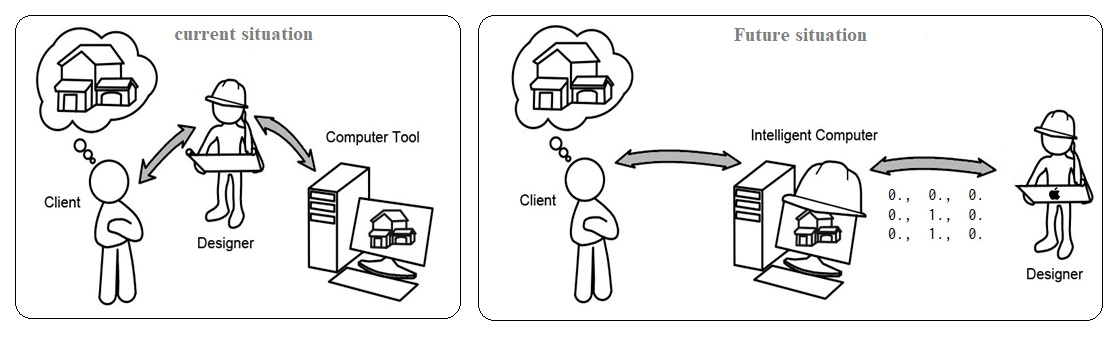 current situation
Computer Tool
Client
Designer
Future situation
Intelligent Computer
Client
0., 0., 0.
0., 1., 0.
0., 1., 0.
Designer